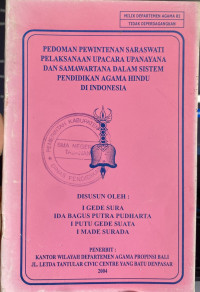 MILIK DEPARTEMEN AGAMA RI.
TIDAK DIPERDAGANGKAN
PEDOMAN PEWINTENAN SARASWATI
PELAKSANAAN UPACARA UPANAYANA
DAN SAMAWARTANA DALAM SISTEM
PENDIDIKAN AGAMA HINDU
DI INDONESIA
DISUSUN OLEH :
I GEDE SURA
IDA BAGUS PUTRA PUDHARTA
I PUTU GEDE SUATA
I MADE SURADA
PENERBIT :
KANTOR WILAYAH DEPARTEMEN AGAMA PROPINSI BALI
JL. LETDA TANTULAR CIVIC CENTRE YANG BATU DENPASAR
2004